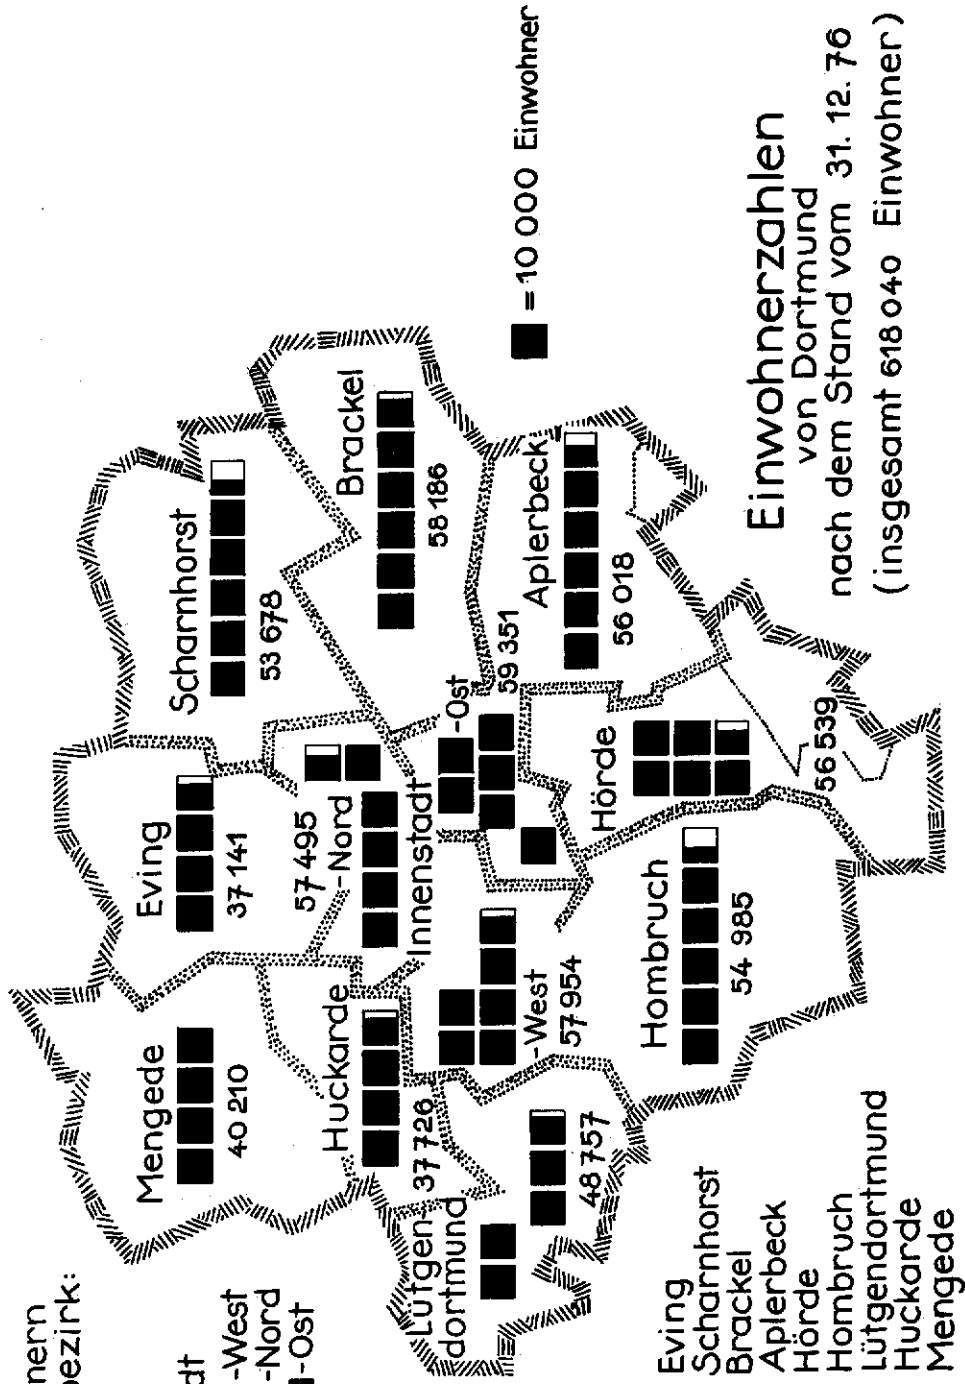 nern
bezirk:
dt
-West
-Nord
-Ost
Eving
Scharnhorst
Brackel
Aplerbeck
Hörde
Hombruch
Lütgendortmund
Huckarde
Mengede
Mengede
40 210
Eving
37 141
Scharnhorst
53 678
Brackel
58 186
57 495
-Nord
Innenstadt
-Ost
59 351
-West
57 954
Huckarde
37 726
Lütgen-
dortmund
48 757
Aplerbeck
56 018
Hörde
56 539
Hombruch
54 985
= 10 000 Einwohner
Einwohnerzahlen
von Dortmund
nach dem Stand vom 31. 12. 76
(insgesamt 618 040 Einwohner)